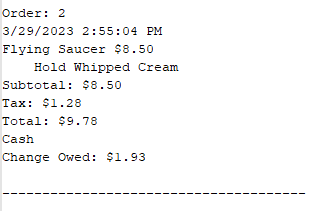 Order: 2
3/29/2023 2:55:04 PM
Flying Saucer $8.50
    Hold Whipped Cream
Subtotal: $8.50
Tax: $1.28
Total: $9.78
Cash
Change Owed: $1.93
--------------------------------------